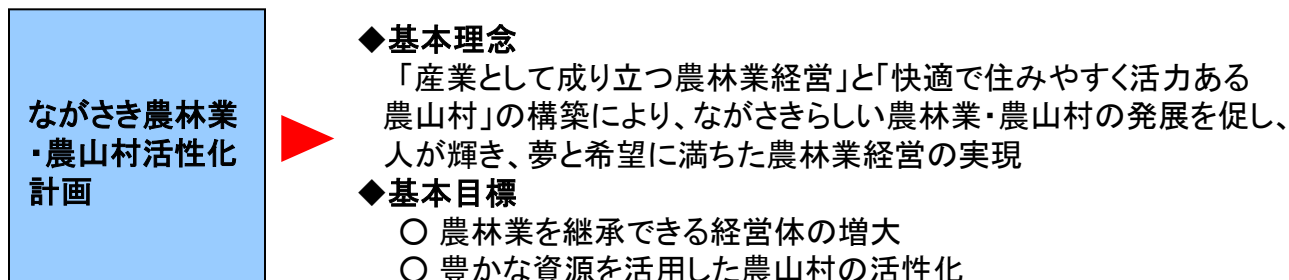 ながさき農林業
・農山村活性化
計画
◆基本理念
「産業として成り立つ農林業経営」と「快適で住みやすく活力ある
農山村」の構築により、ながさきらしい農林業・農山村の発展を促し、
人が輝き、夢と希望に満ちた農林業経営の実現
◆基本目標
○ 農林業を継承できる経営体の増大
○ 豊かな資源を活用した農山村の活性化